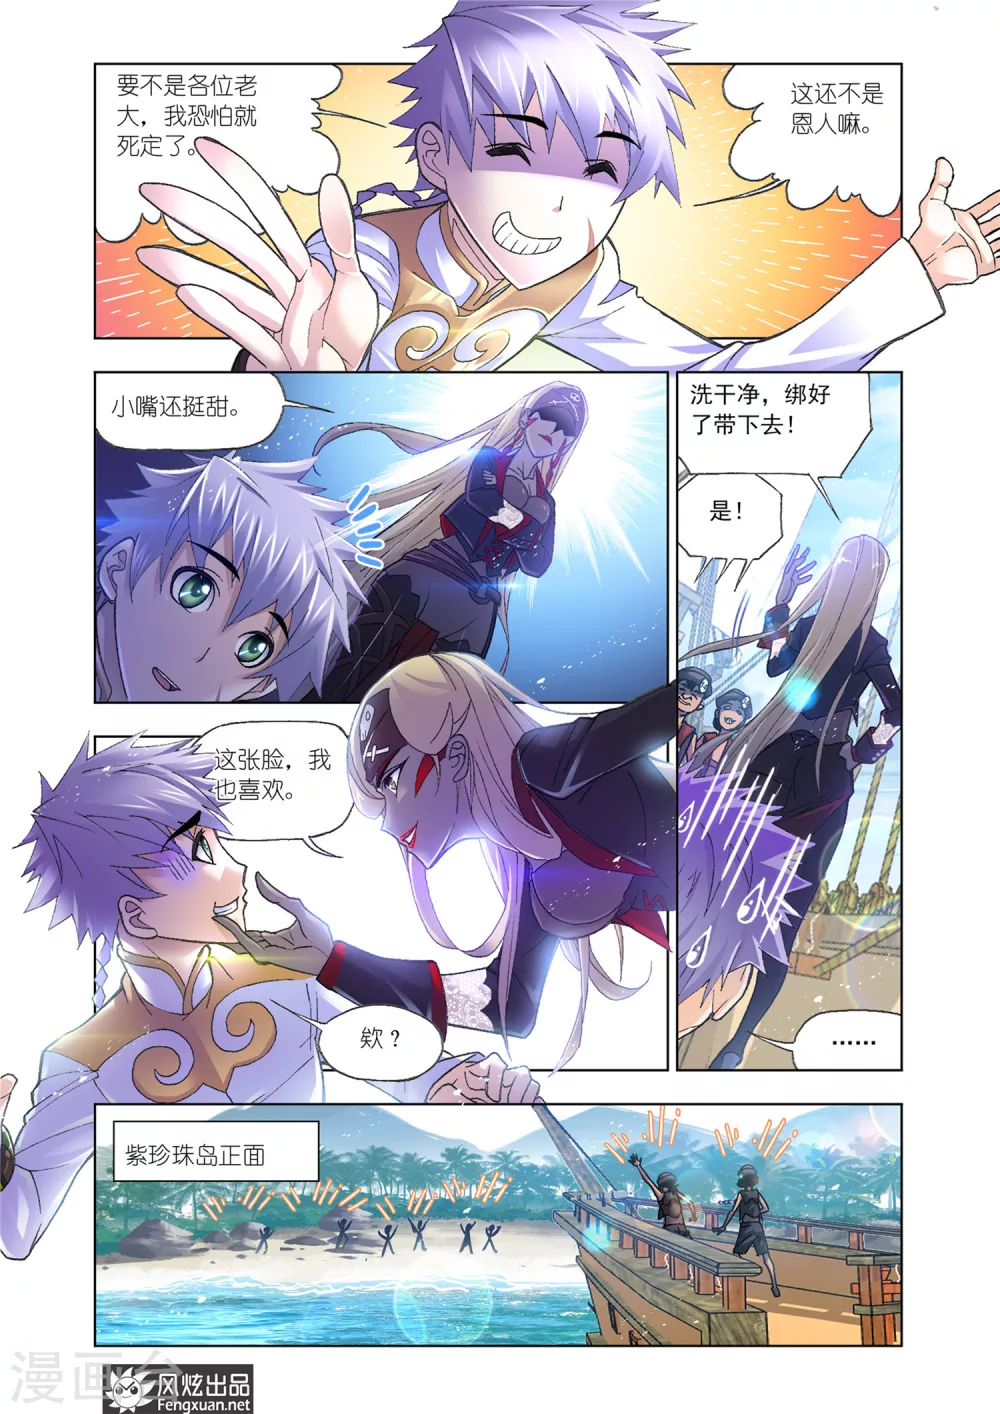 要不是各位老
大，我恐怕就
死定了。
这还不是
恩人嘛。
小嘴还挺甜。
洗干净，绑好
了带下去！
是！
这张脸，我
也喜欢。
欸？
……
紫珍珠岛正面
漫画台
风炫出品
Fengxuan.net